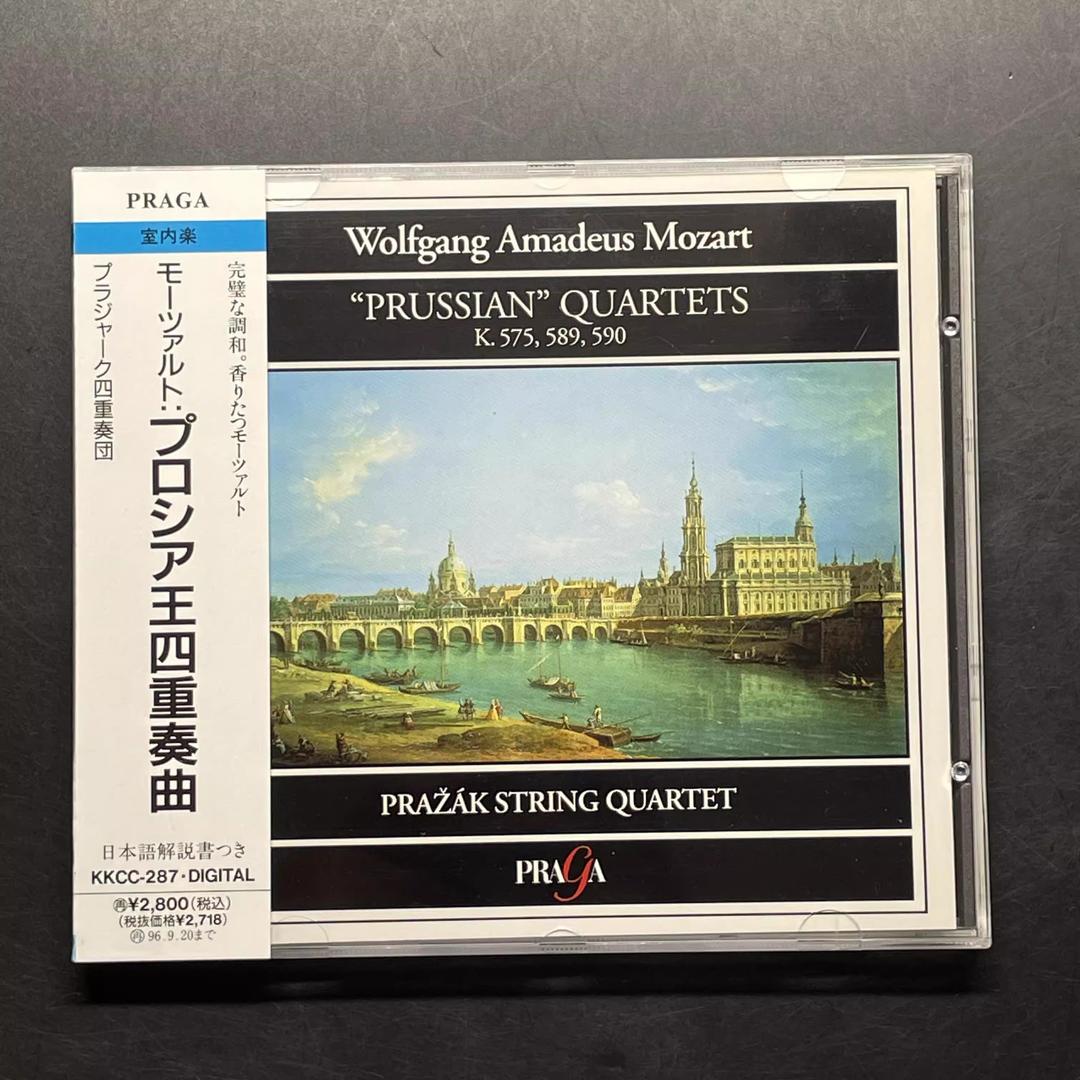 PRAGA
室内楽
完璧な調和。香りたつモーツァルト
モーツァルト:プロシア王四重奏曲
プラジャーク四重奏団
日本語解説書つき
KKCC-287・DIGITAL
再¥2,800(税込)
(税抜価格¥2,718)
再96.9.20まで
Wolfgang Amadeus Mozart
“PRUSSIAN” QUARTETS
K. 575, 589, 590
PRAŽÁK STRING QUARTET
PRAGA